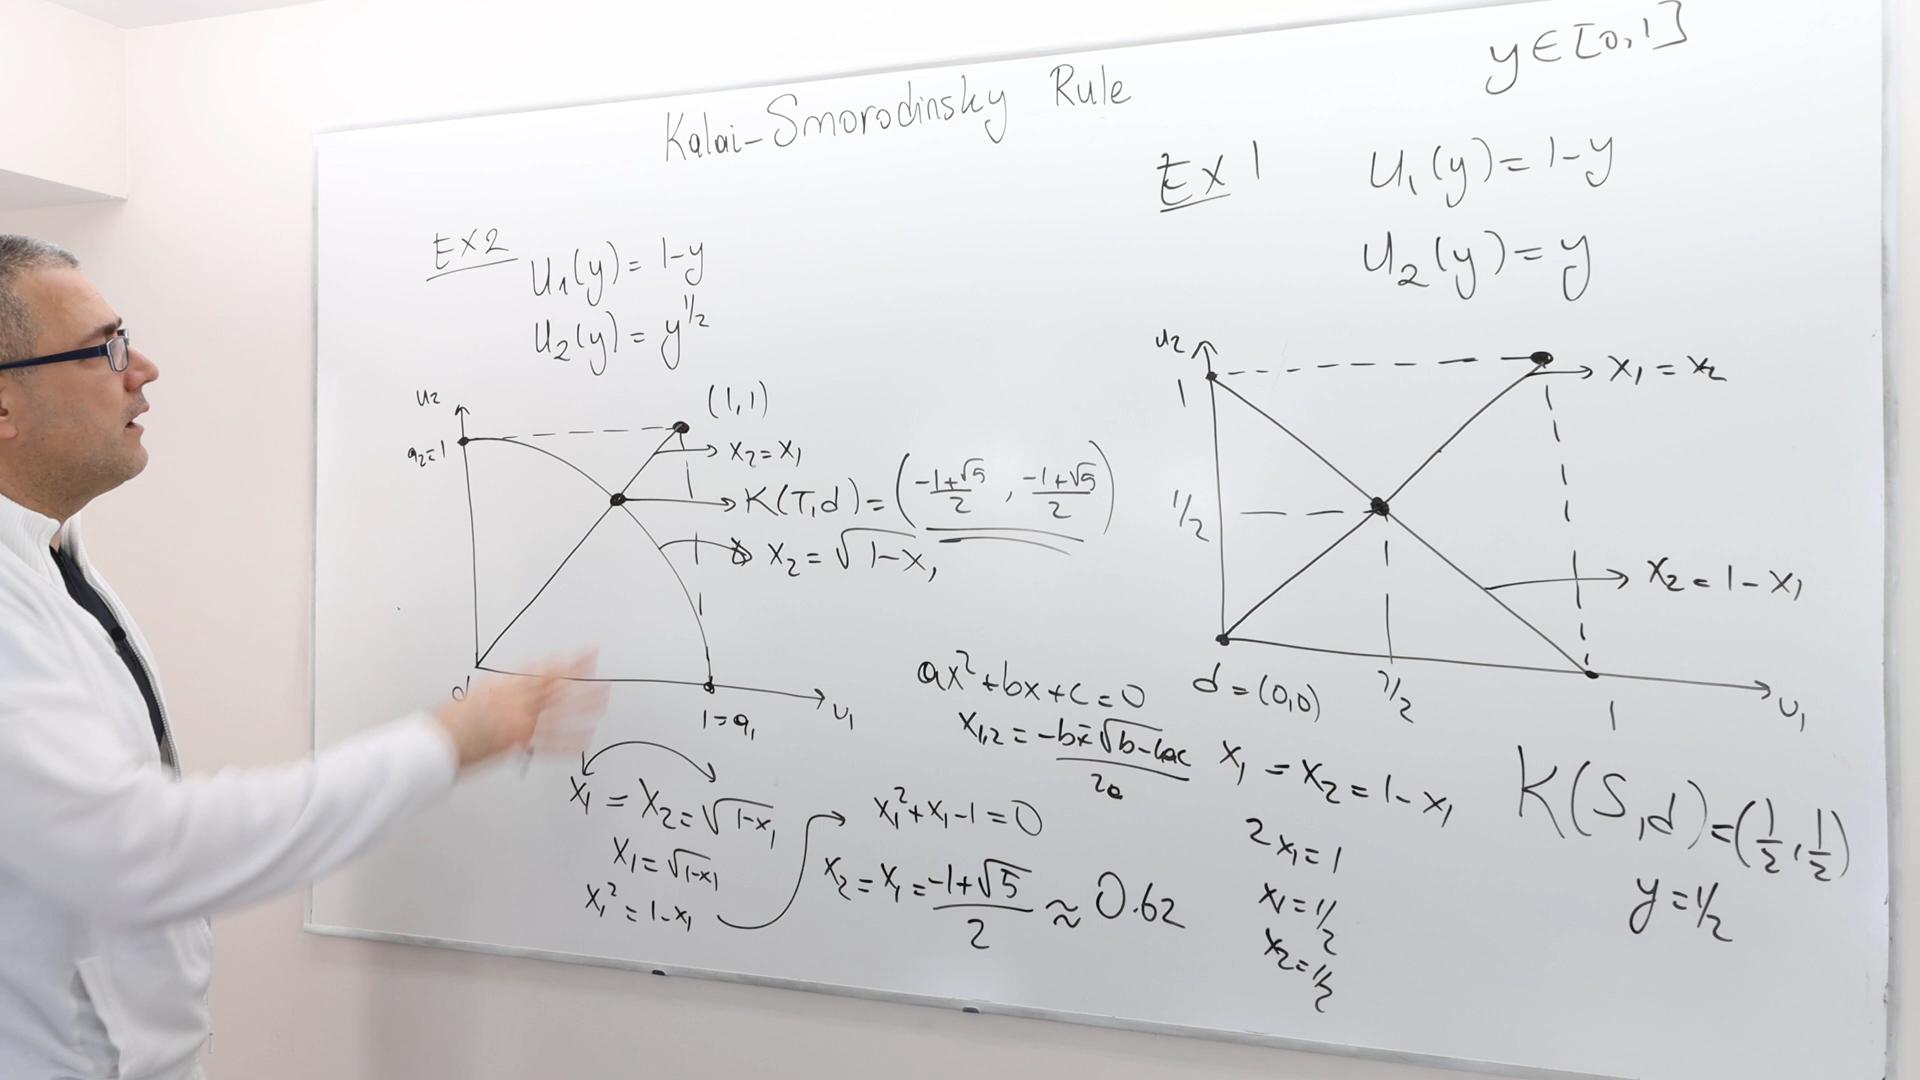 Kalai-Smorodinsky Rule
y∈[0,1]
EX2
u₁(y) = 1-y
u₂(y) = y^1/2
u₂
a₂=1
(1,1)
x₂ = x₁
K(T,d) = ((-1+√5)/2, (-1+√5)/2)
x₂ = √(1-x₁)
d
1=a₁
u₁
x₁ = x₂ = √(1-x₁)
x₁ = √(1-x₁)
x₁² = 1-x₁
x₁²+x₁-1=0
x₂ = x₁ = (-1+√5)/2 ≈ 0.62
ax²+bx+c=0
Ex 1
u₁(y) = 1-y
u₂(y) = y
u₂
1
x₁ = x₂
1/2
x₂ = 1-x₁
d = (0,0)
1/2
1
u₁
x₁ = x₂ = 1-x₁
2x₁=1
x₁=1/2
x₂=1/2
K(S,d)=(1/2,1/2)
y=1/2